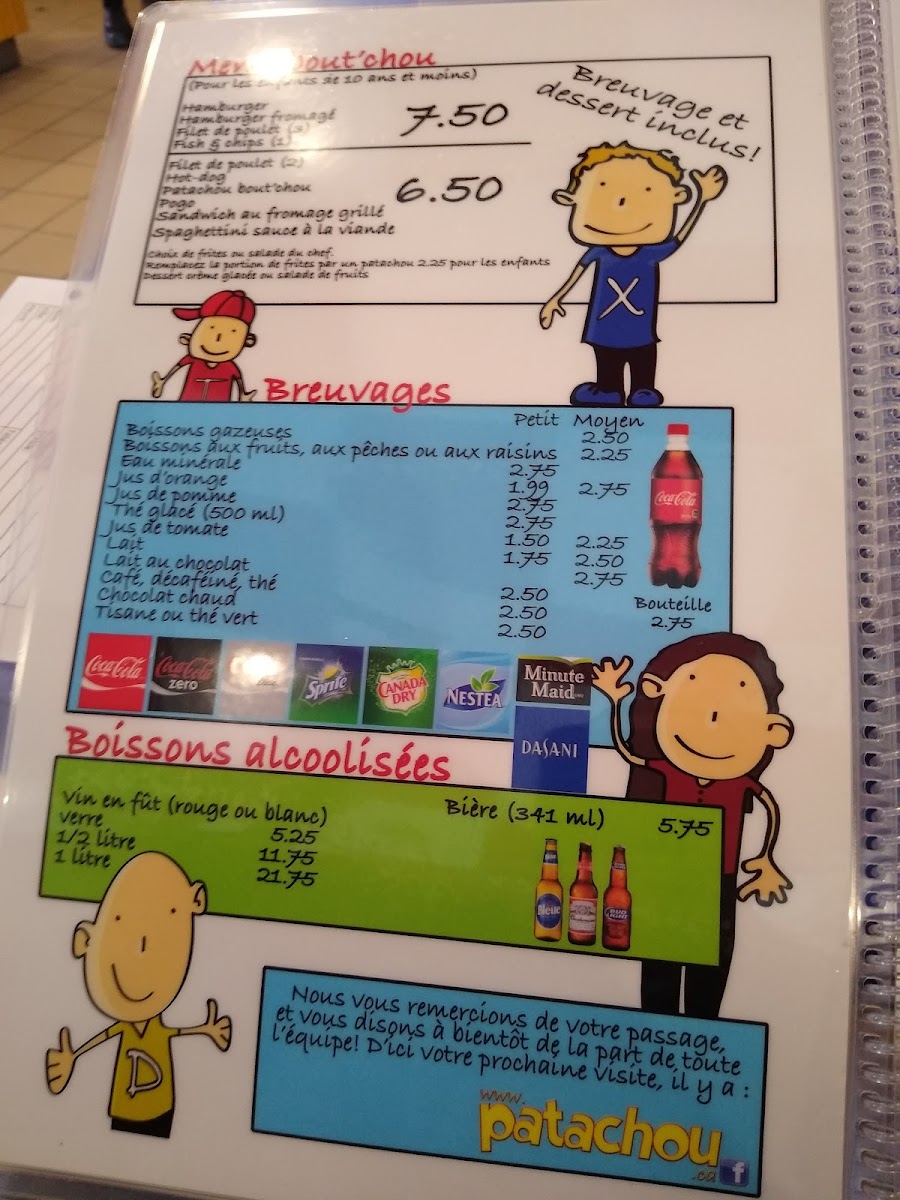 Menu bout'chou
(Pour les enfants de 10 ans et moins)
Hamburger
Hamburger fromagé
Filet de poulet (3)
Fish & chips (1)
7.50
Filet de poulet (2)
Hot-dog
Patachou bout'chou
Pogo
Sandwich au fromage grillé
Spaghettini sauce à la viande
6.50
Choix de frites ou salade du chef.
Remplacez la portion de frites par un patachou 2.25 pour les enfants
Dessert crème glacée ou salade de fruits
Breuvage et
dessert inclus!
X
Breuvages
Petit Moyen
Boissons gazeuses 2.50
Boissons aux fruits, aux pêches ou aux raisins 2.25
Eau minérale 2.75
Jus d'orange 1.99 2.75
Jus de pomme 2.75
Thé glacé (500 ml) 2.75
Jus de tomate 1.50 2.25
Lait 1.75 2.50
Lait au chocolat 2.75
Café, décaféiné, thé 2.50
Chocolat chaud 2.50
Tisane ou thé vert 2.50
Coca-Cola
Bouteille
2.75
Coca-Cola
Coca-Cola
zero
Sprite
CANADA
DRY
NESTEA
Minute
Maid
DASANI
Boissons alcoolisées
Vin en fût (rouge ou blanc)
verre 5.25
1/2 litre 11.75
1 litre 21.75
Bière (341 ml) 5.75
Bleue
BUD
LIGHT
D
Nous vous remercions de votre passage,
et vous disons à bientôt de la part de toute
l'équipe! D'ici votre prochaine visite, il y a :
www.
patachou
.ca f